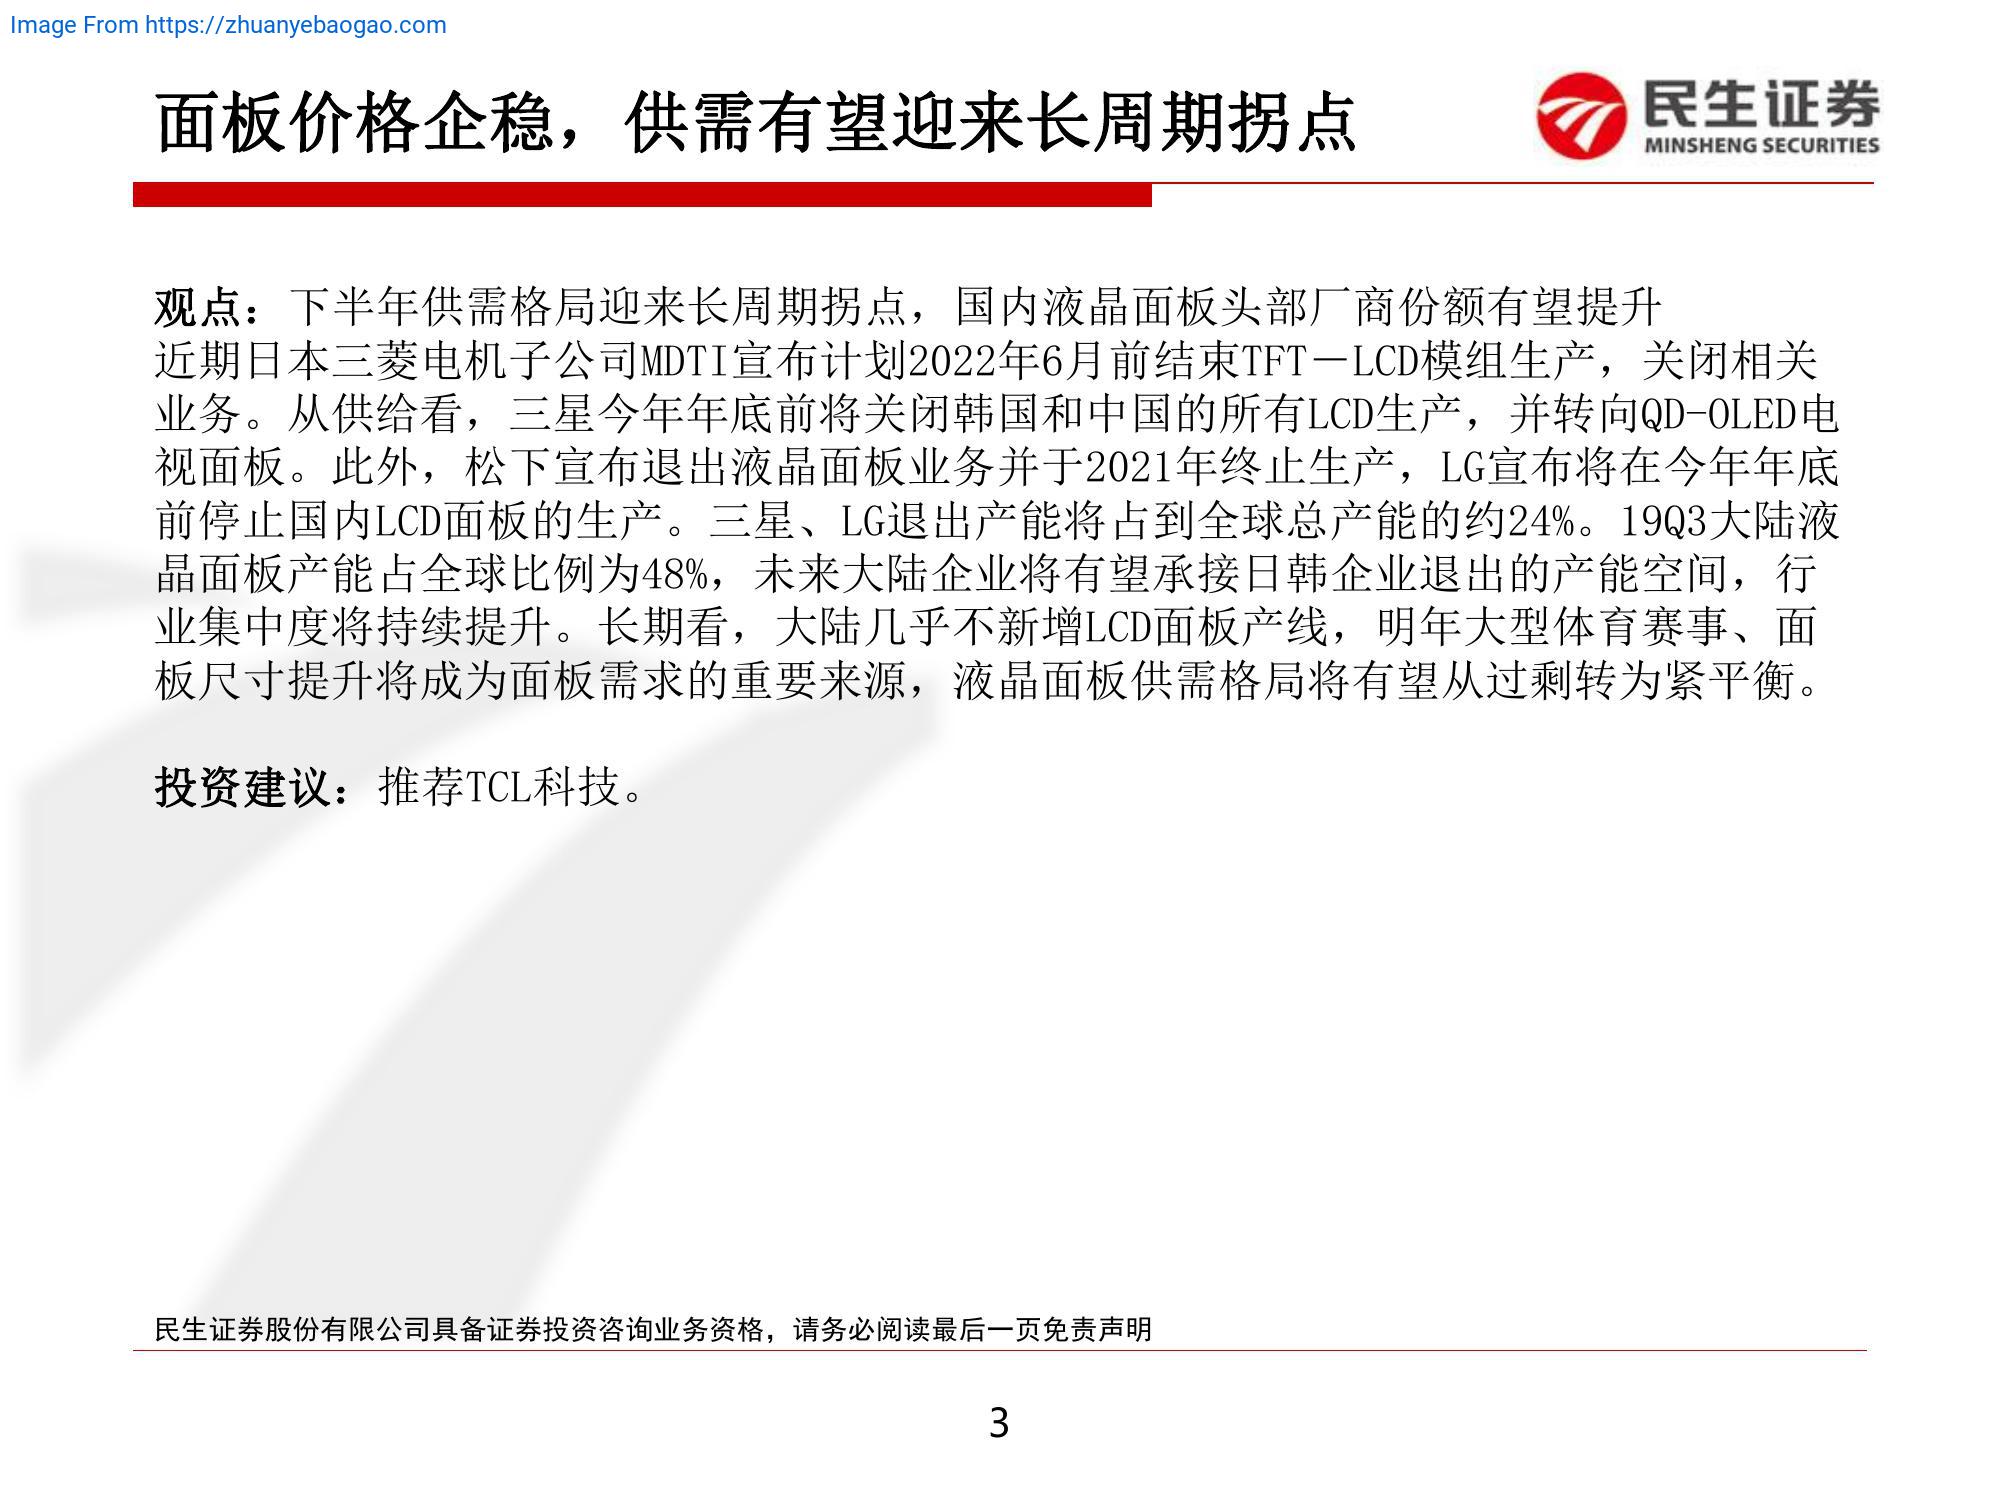 Image From https://zhuanyebaogao.com
面板价格企稳，供需有望迎来长周期拐点
民生证券
MINSHENG SECURITIES
观点：下半年供需格局迎来长周期拐点，国内液晶面板头部厂商份额有望提升
近期日本三菱电机子公司MDTI宣布计划2022年6月前结束TFT－LCD模组生产，关闭相关
业务。从供给看，三星今年年底前将关闭韩国和中国的所有LCD生产，并转向QD-OLED电
视面板。此外，松下宣布退出液晶面板业务并于2021年终止生产，LG宣布将在今年年底
前停止国内LCD面板的生产。三星、LG退出产能将占到全球总产能的约24%。19Q3大陆液
晶面板产能占全球比例为48%，未来大陆企业将有望承接日韩企业退出的产能空间，行
业集中度将持续提升。长期看，大陆几乎不新增LCD面板产线，明年大型体育赛事、面
板尺寸提升将成为面板需求的重要来源，液晶面板供需格局将有望从过剩转为紧平衡。
投资建议：推荐TCL科技。
民生证券股份有限公司具备证券投资咨询业务资格，请务必阅读最后一页免责声明
3